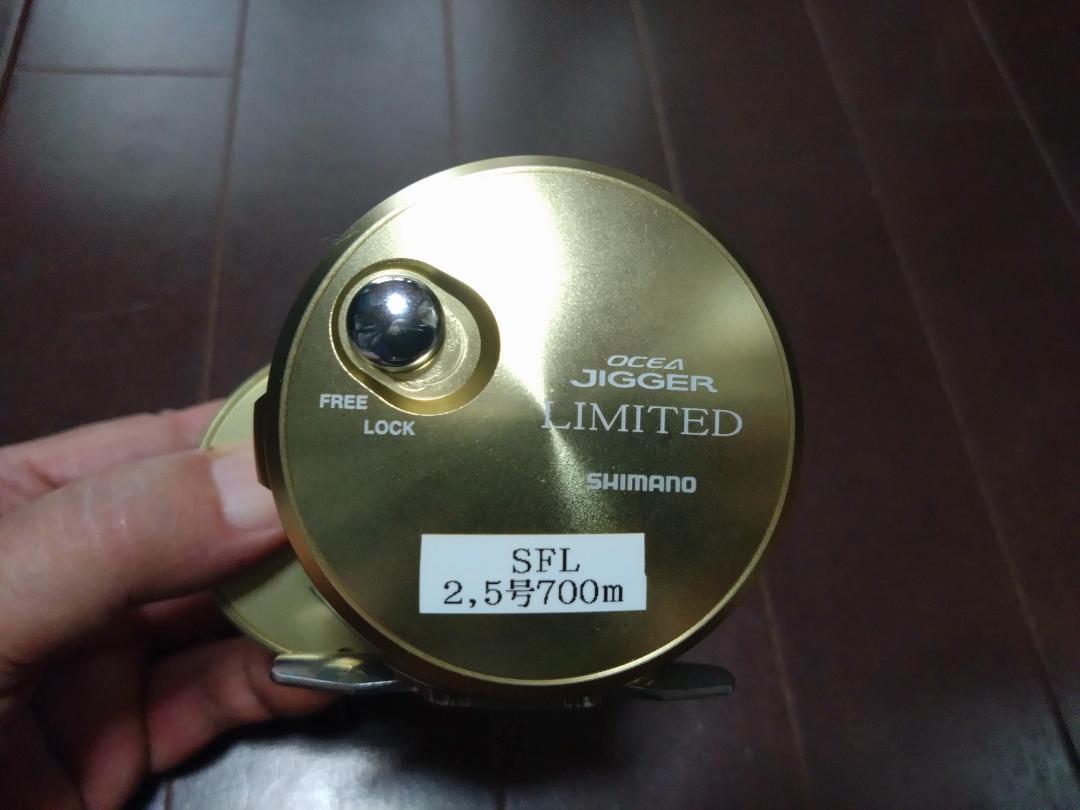 FREE
LOCK
OCEA
JIGGER
LIMITED
SHIMANO
SFL
2,5号700m